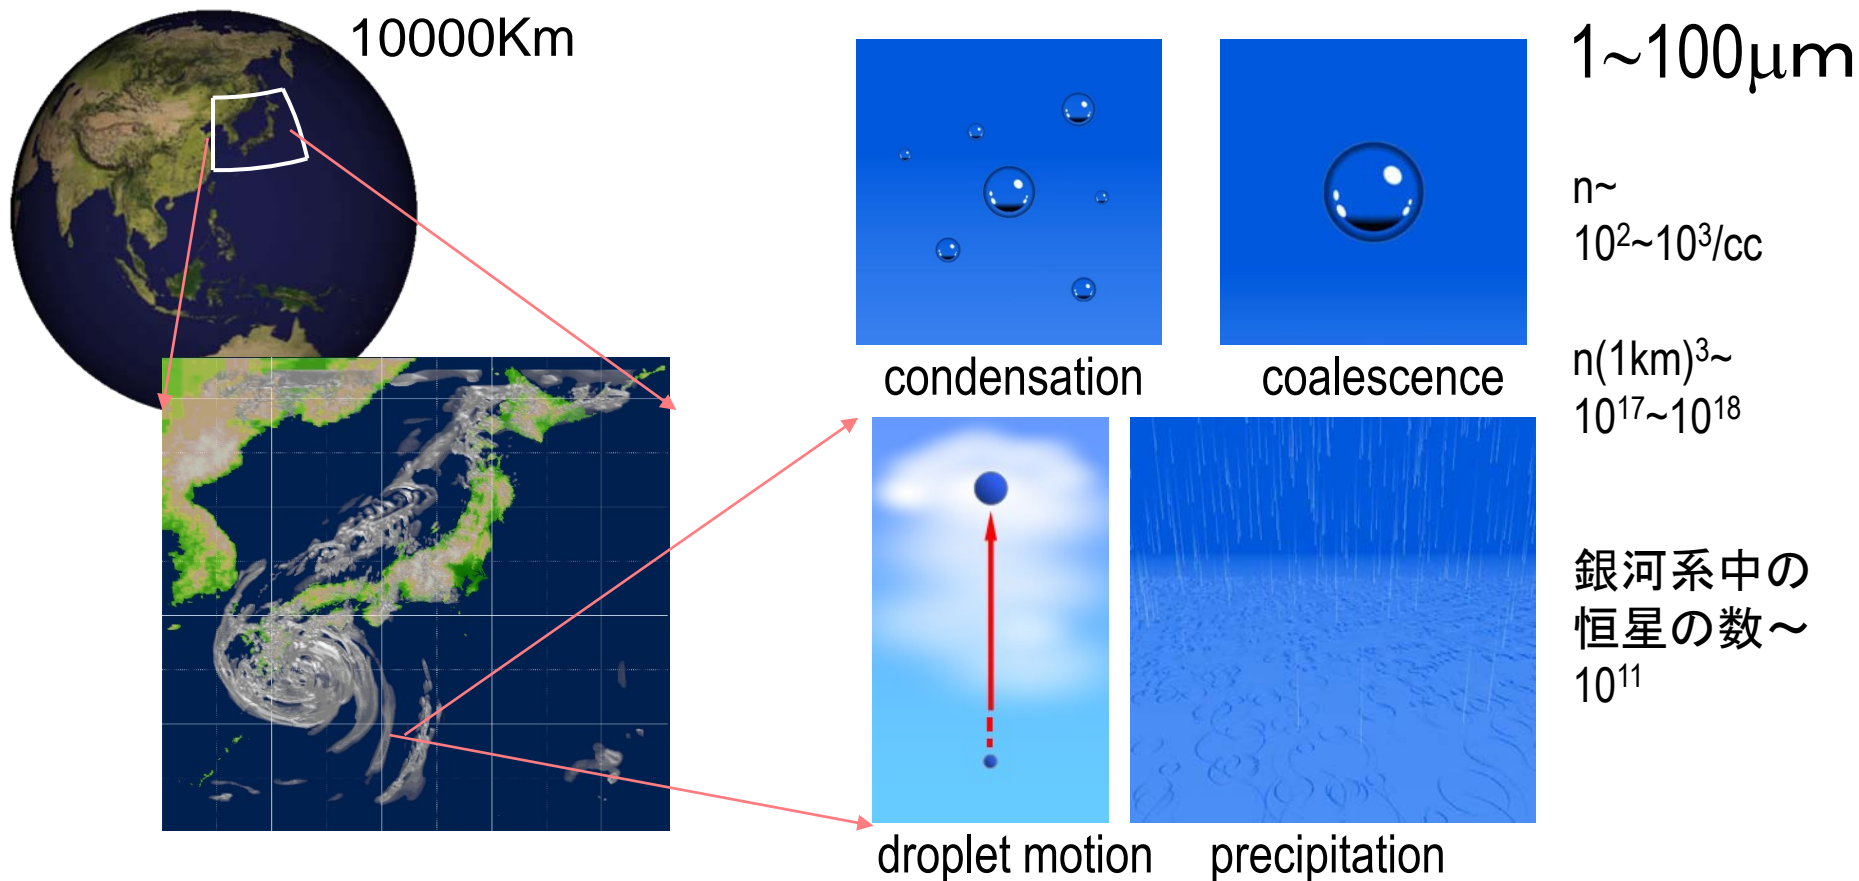 10000Km
1~100μm
condensation
coalescence
n~
10²~10³/cc
n(1km)³~
10¹⁷~10¹⁸
銀河系中の
恒星の数～
10¹¹
droplet motion
precipitation